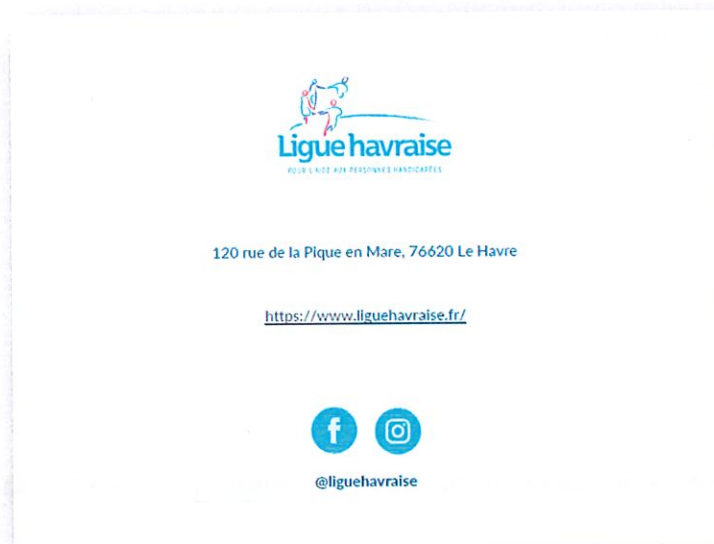 Ligue havraise
POUR L'AIDE AUX PERSONNES HANDICAPÉES
120 rue de la Pique en Mare, 76620 Le Havre
https://www.liguehavraise.fr/
@liguehavraise